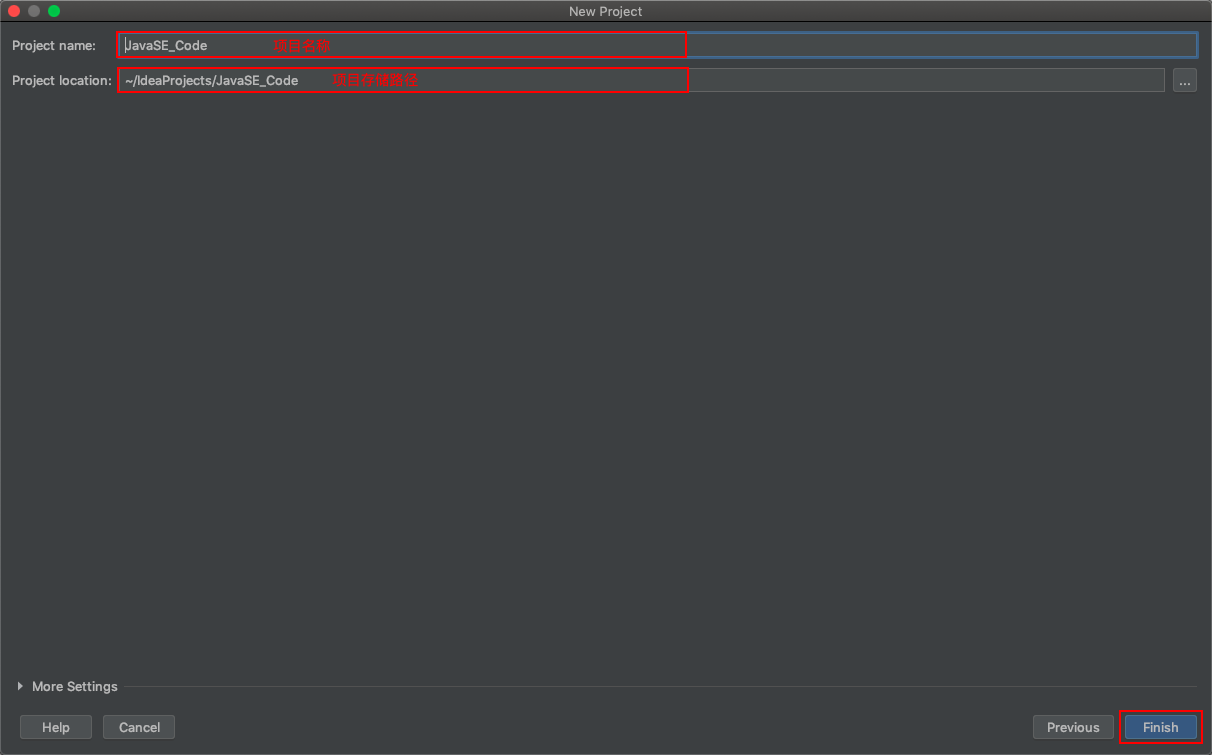 New Project
Project name: JavaSE_Code 项目名称
Project location: ~/IdeaProjects/JavaSE_Code 项目存储路径 ...
More Settings
Help Cancel Previous Finish